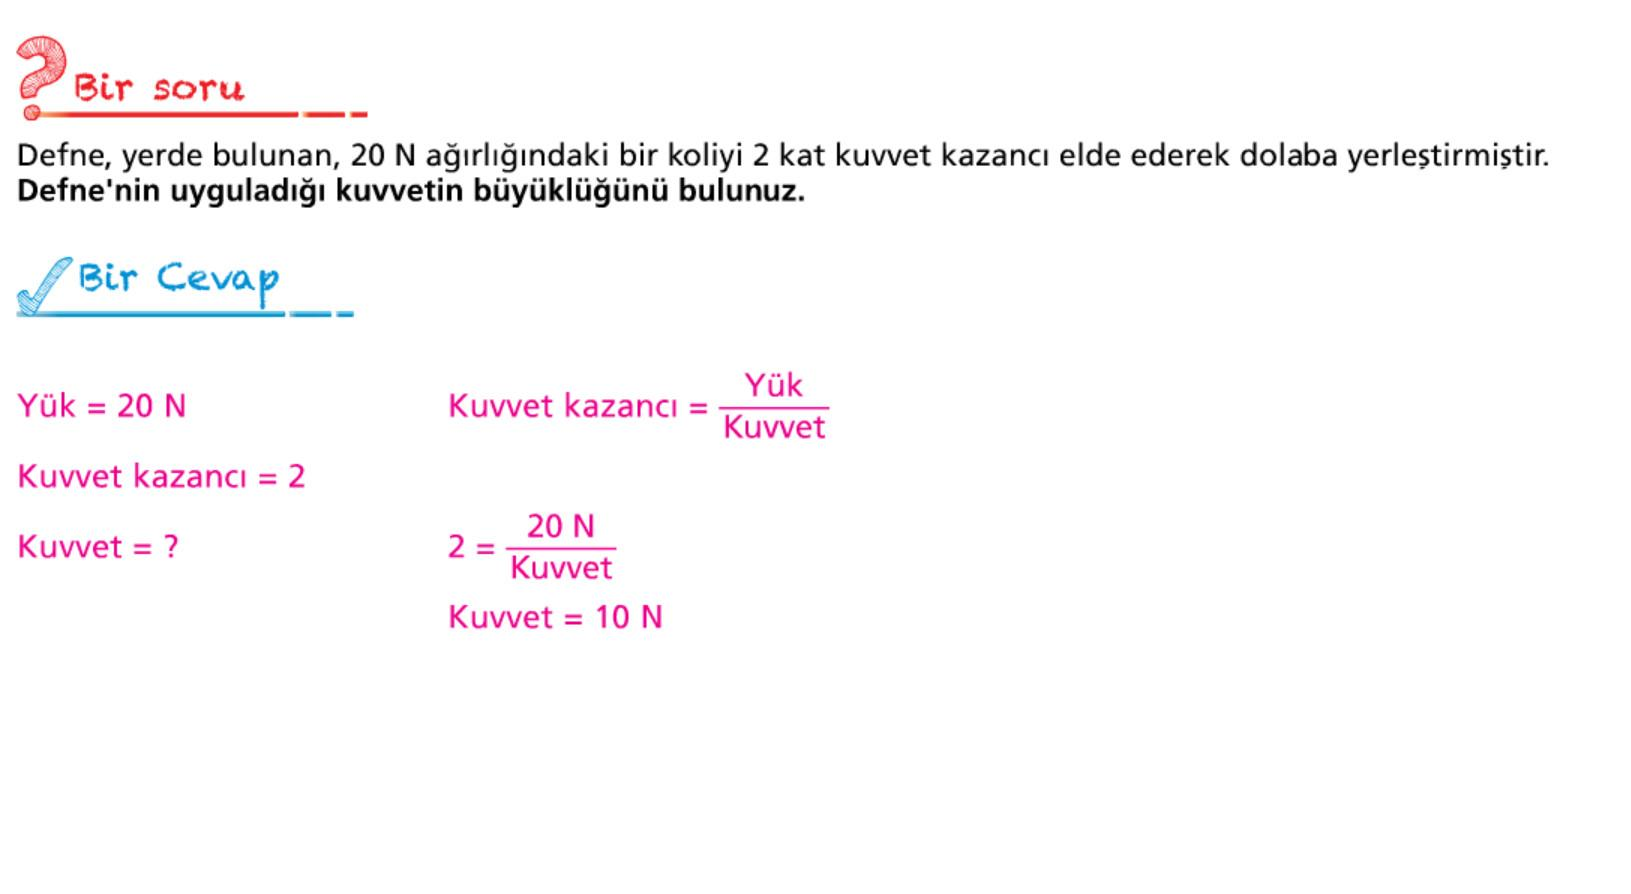 Bir soru
Defne, yerde bulunan, 20 N ağırlığındaki bir koliyi 2 kat kuvvet kazancı elde ederek dolaba yerleştirmiştir.
Defne'nin uyguladığı kuvvetin büyüklüğünü bulunuz.
Bir Cevap
Yük = 20 N
Kuvvet kazancı = Yük / Kuvvet
Kuvvet kazancı = 2
Kuvvet = ?
2 = 20 N / Kuvvet
Kuvvet = 10 N